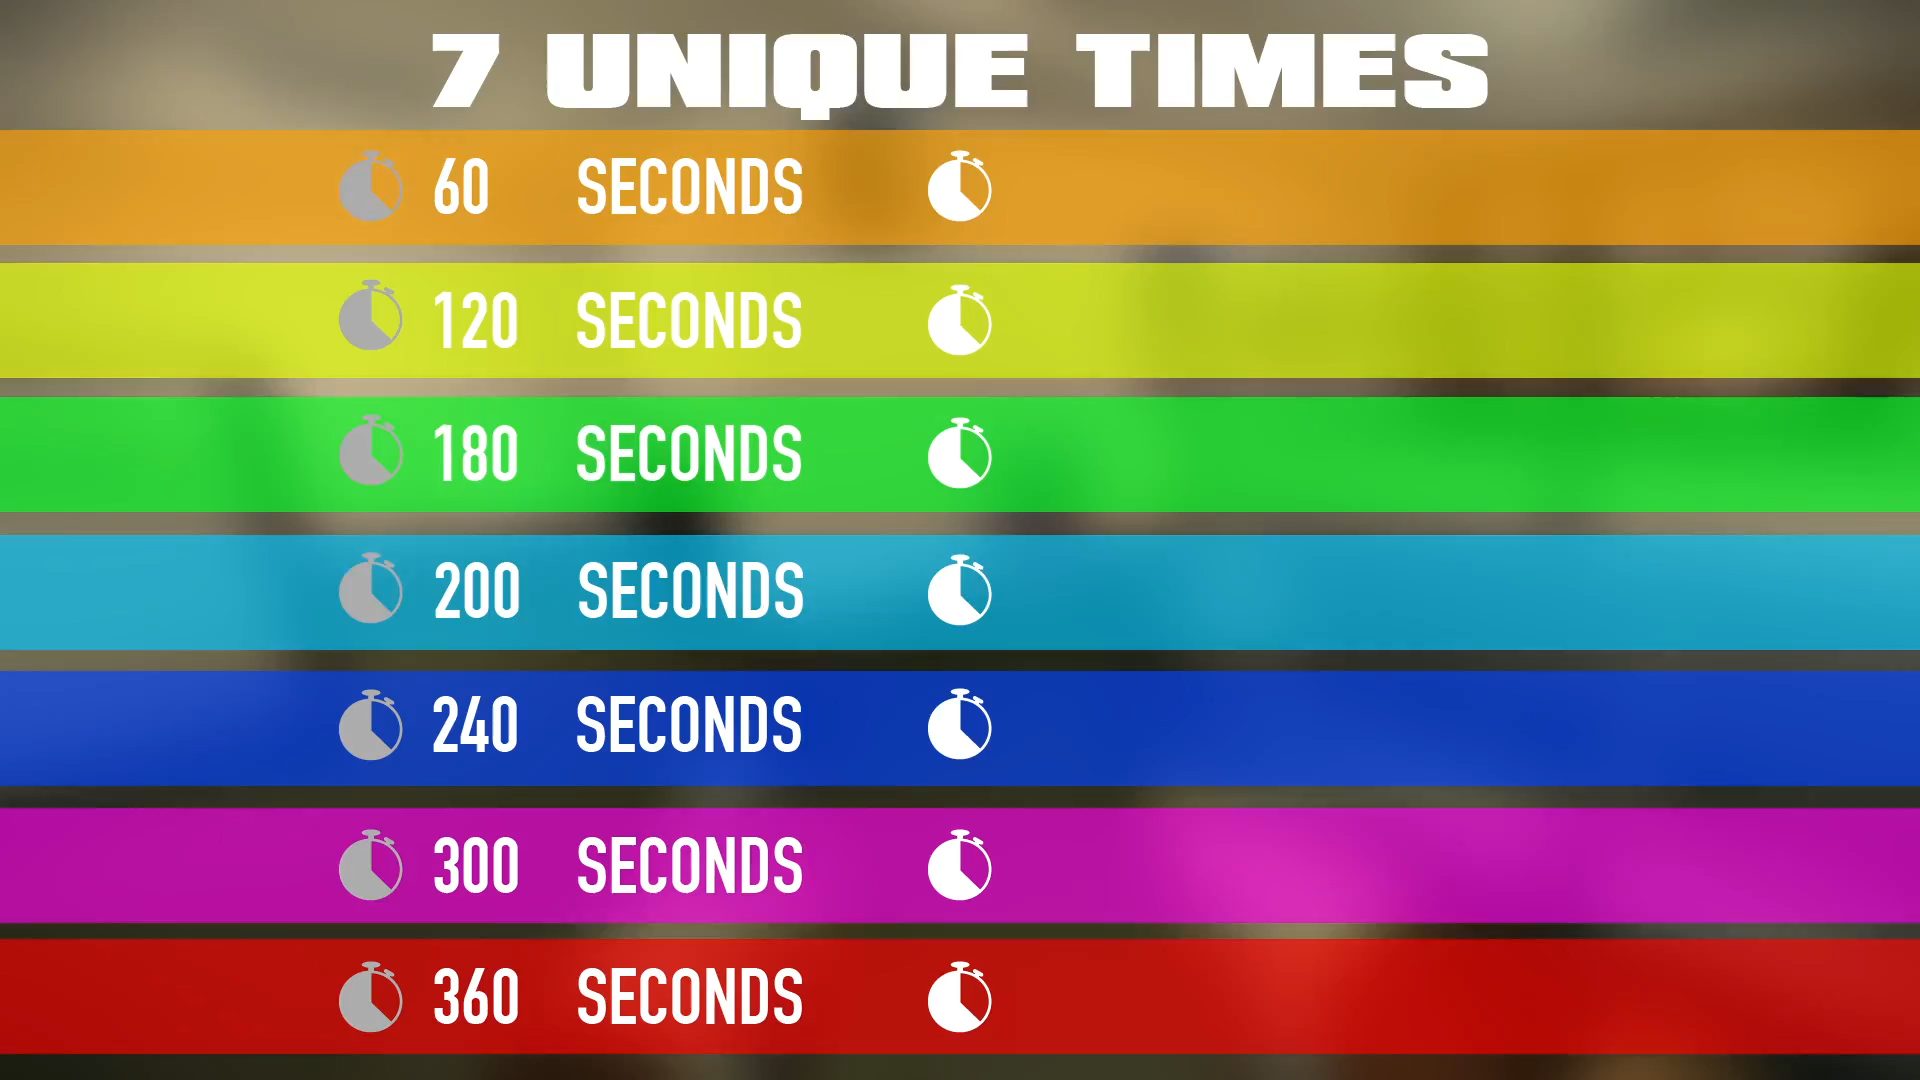 7 UNIQUE TIMES
60 SECONDS
120 SECONDS
180 SECONDS
200 SECONDS
240 SECONDS
300 SECONDS
360 SECONDS